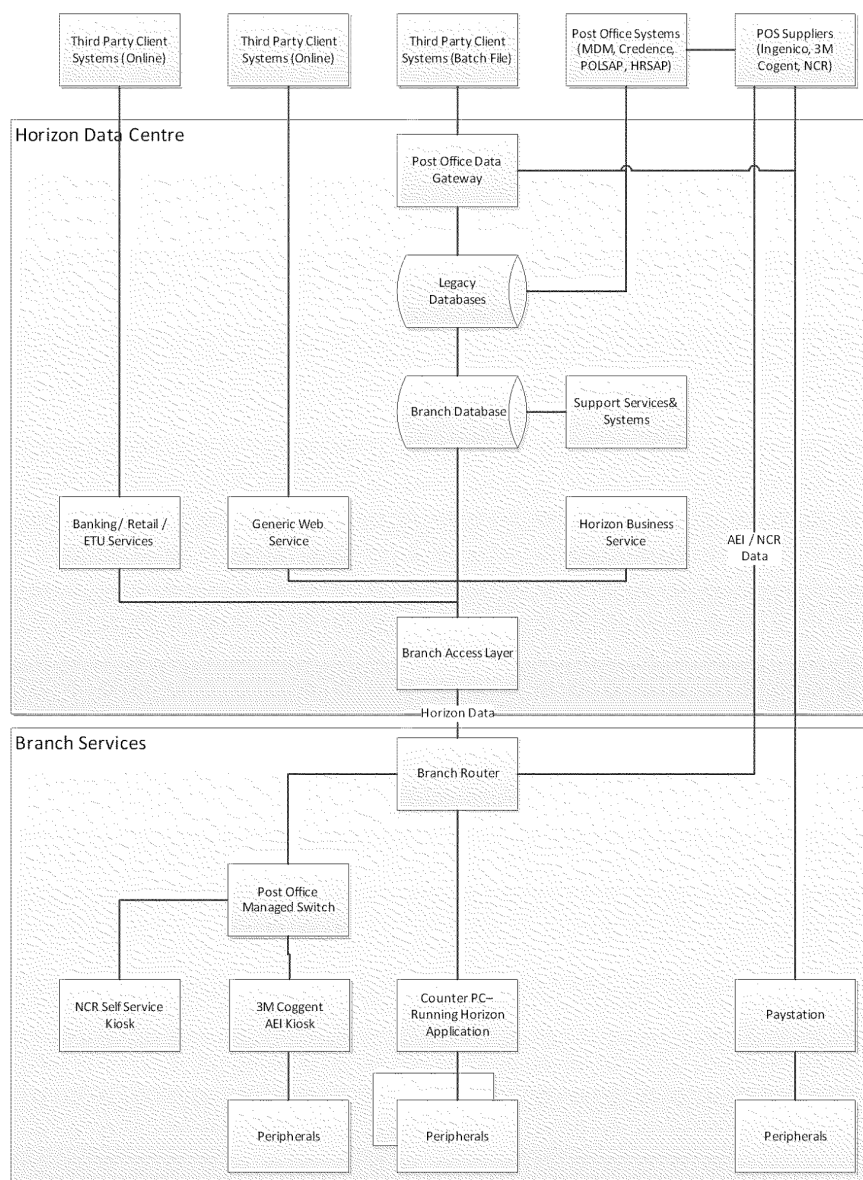 Third Party Client
Systems (Online)
Third Party Client
Systems (Online)
Third Party Client
Systems (Batch File)
Post Office Systems
(MDM, Credence,
POLSAP, HRSAP)
POS Suppliers
(Ingenico, 3M
Cogent, NCR)
Horizon Data Centre
Post Office Data
Gateway
Legacy
Databases
Branch Database
Support Services&
Systems
Banking / Retail /
ETU Services
Generic Web
Service
Horizon Business
Service
AEI / NCR
Data
Branch Access Layer
Horizon Data
Branch Services
Branch Router
Post Office
Managed Switch
NCR Self Service
Kiosk
3M Coggent
AEI Kiosk
Counter PC–
Running Horizon
Application
Paystation
Peripherals
Peripherals
Peripherals